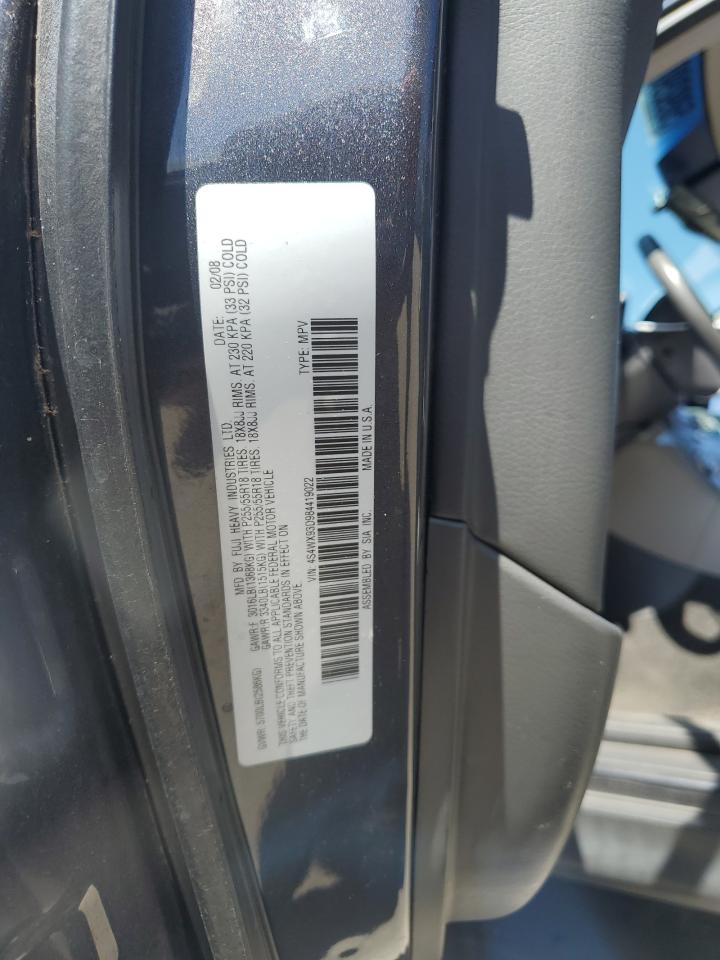 MFD BY FUJI HEAVY INDUSTRIES LTD. DATE: 02/08
GAWR:F 3016LB(1368KG) WITH P255/55R18 TIRES. 18X8JJ RIMS. AT 230 KPA (33 PSI) COLD
GVWR: 5700LB(2586KG) GAWR:R 3340LB(1515KG) WITH P255/55R18 TIRES. 18X8JJ RIMS. AT 220 KPA (32 PSI) COLD
THIS VEHICLE CONFORMS TO ALL APPLICABLE FEDERAL MOTOR VEHICLE
SAFETY AND THEFT PREVENTION STANDARDS IN EFFECT ON
THE DATE OF MANUFACTURE SHOWN ABOVE.
VIN: 4S4WX93D984419022 TYPE: MPV
ASSEMBLED BY SIA INC. MADE IN U.S.A.